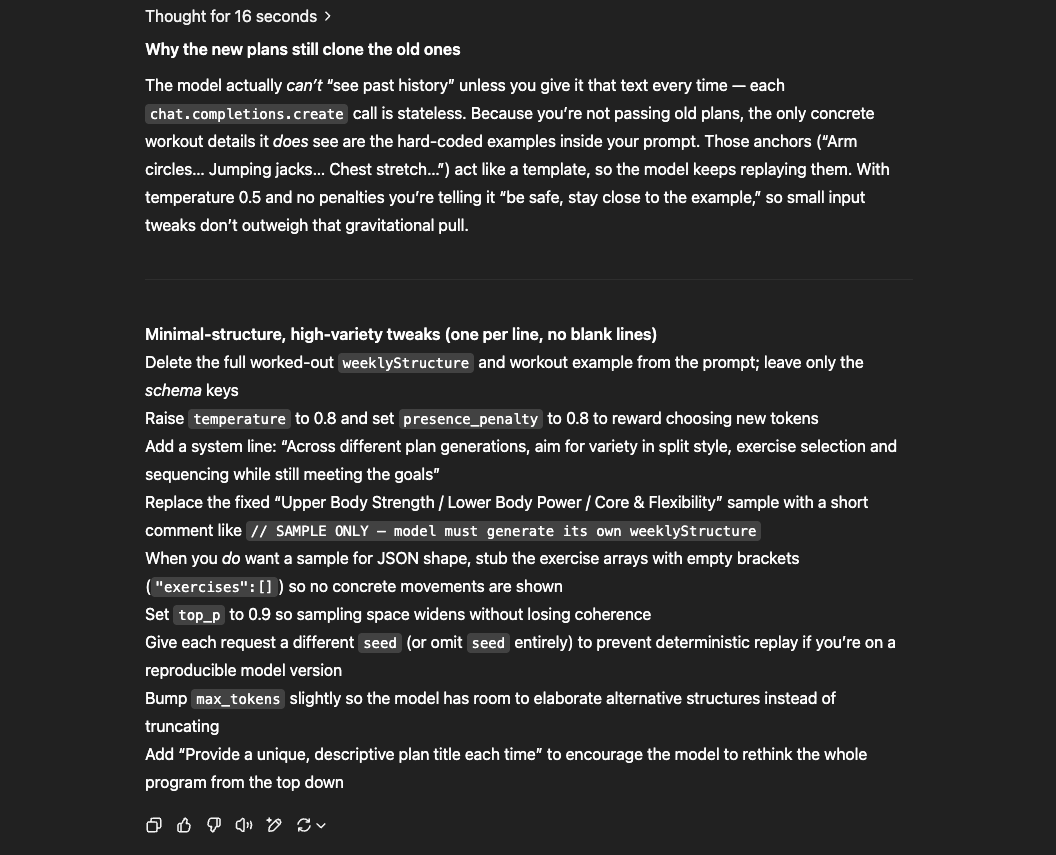 Thought for 16 seconds >
Why the new plans still clone the old ones
The model actually can’t “see past history” unless you give it that text every time — each
chat.completions.create call is stateless. Because you’re not passing old plans, the only concrete
workout details it does see are the hard-coded examples inside your prompt. Those anchors (“Arm
circles… Jumping jacks… Chest stretch…”) act like a template, so the model keeps replaying them. With
temperature 0.5 and no penalties you’re telling it “be safe, stay close to the example,” so small input
tweaks don’t outweigh that gravitational pull.
Minimal-structure, high-variety tweaks (one per line, no blank lines)
Delete the full worked-out weeklyStructure and workout example from the prompt; leave only the
schema keys
Raise temperature to 0.8 and set presence_penalty to 0.8 to reward choosing new tokens
Add a system line: “Across different plan generations, aim for variety in split style, exercise selection and
sequencing while still meeting the goals”
Replace the fixed “Upper Body Strength / Lower Body Power / Core & Flexibility” sample with a short
comment like // SAMPLE ONLY – model must generate its own weeklyStructure
When you do want a sample for JSON shape, stub the exercise arrays with empty brackets
("exercises":[]) so no concrete movements are shown
Set top_p to 0.9 so sampling space widens without losing coherence
Give each request a different seed (or omit seed entirely) to prevent deterministic replay if you’re on a
reproducible model version
Bump max_tokens slightly so the model has room to elaborate alternative structures instead of
truncating
Add “Provide a unique, descriptive plan title each time” to encourage the model to rethink the whole
program from the top down